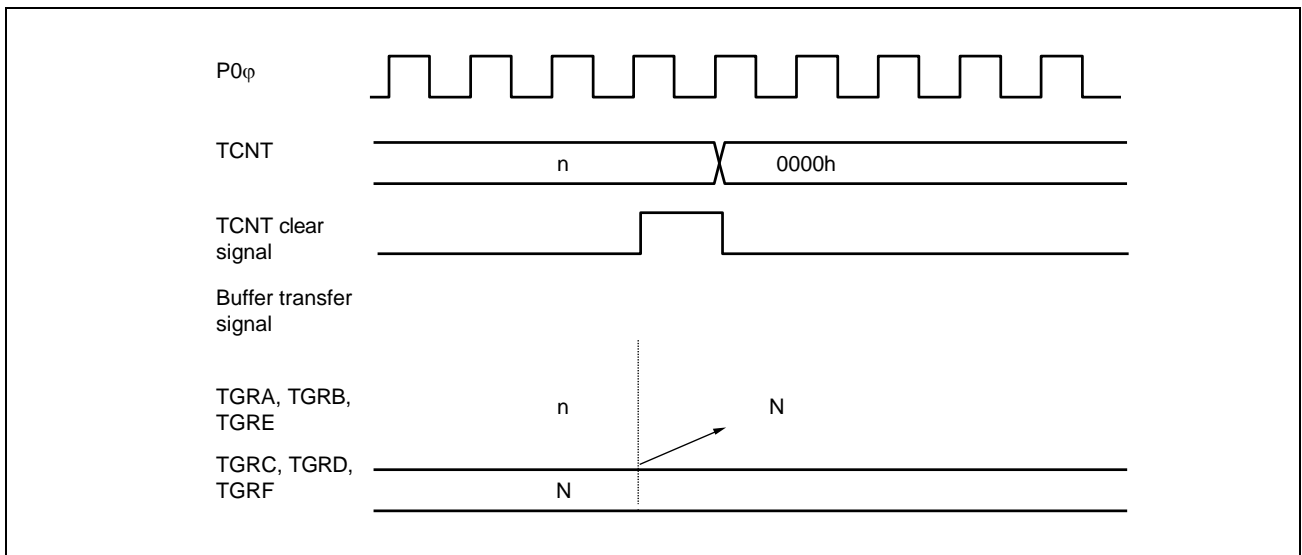 P0φ
TCNT
n 0000h
TCNT clear
signal
Buffer transfer
signal
TGRA, TGRB,
TGRE
n N
TGRC, TGRD,
TGRF
N